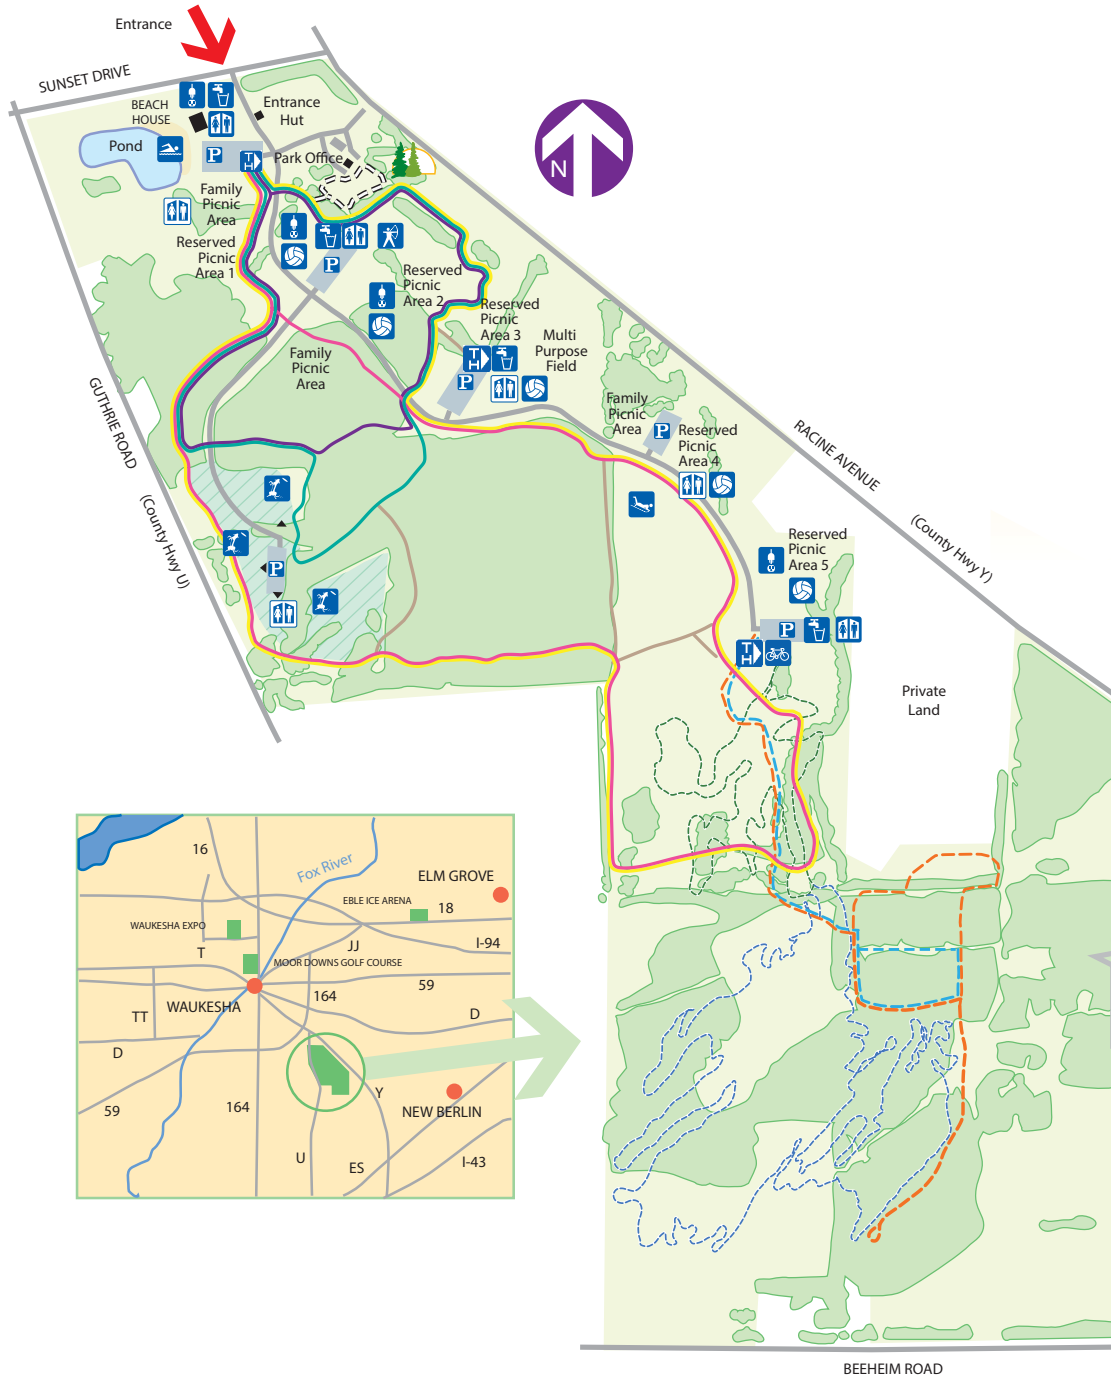 Entrance
SUNSET DRIVE
BEACH
HOUSE
Entrance
Hut
Pond
P
T
H
Park Office
N
Family
Picnic
Area
Reserved
Picnic
Area 1
P
Reserved
Picnic
Area 2
Reserved
Picnic
Area 3
T
H
P
Multi
Purpose
Field
Family
Picnic
Area
Family
Picnic
Area
P
Reserved
Picnic
Area 4
GUTHRIE ROAD
(County Hwy U)
RACINE AVENUE
(County Hwy Y)
P
Reserved
Picnic
Area 5
P
T
H
Private
Land
16
Fox River
ELM GROVE
EBLE ICE ARENA
18
WAUKESHA EXPO
T
JJ
I-94
MOOR DOWNS GOLF COURSE
59
WAUKESHA
164
TT
D
D
59
164
Y
NEW BERLIN
U
ES
I-43
BEEHEIM ROAD